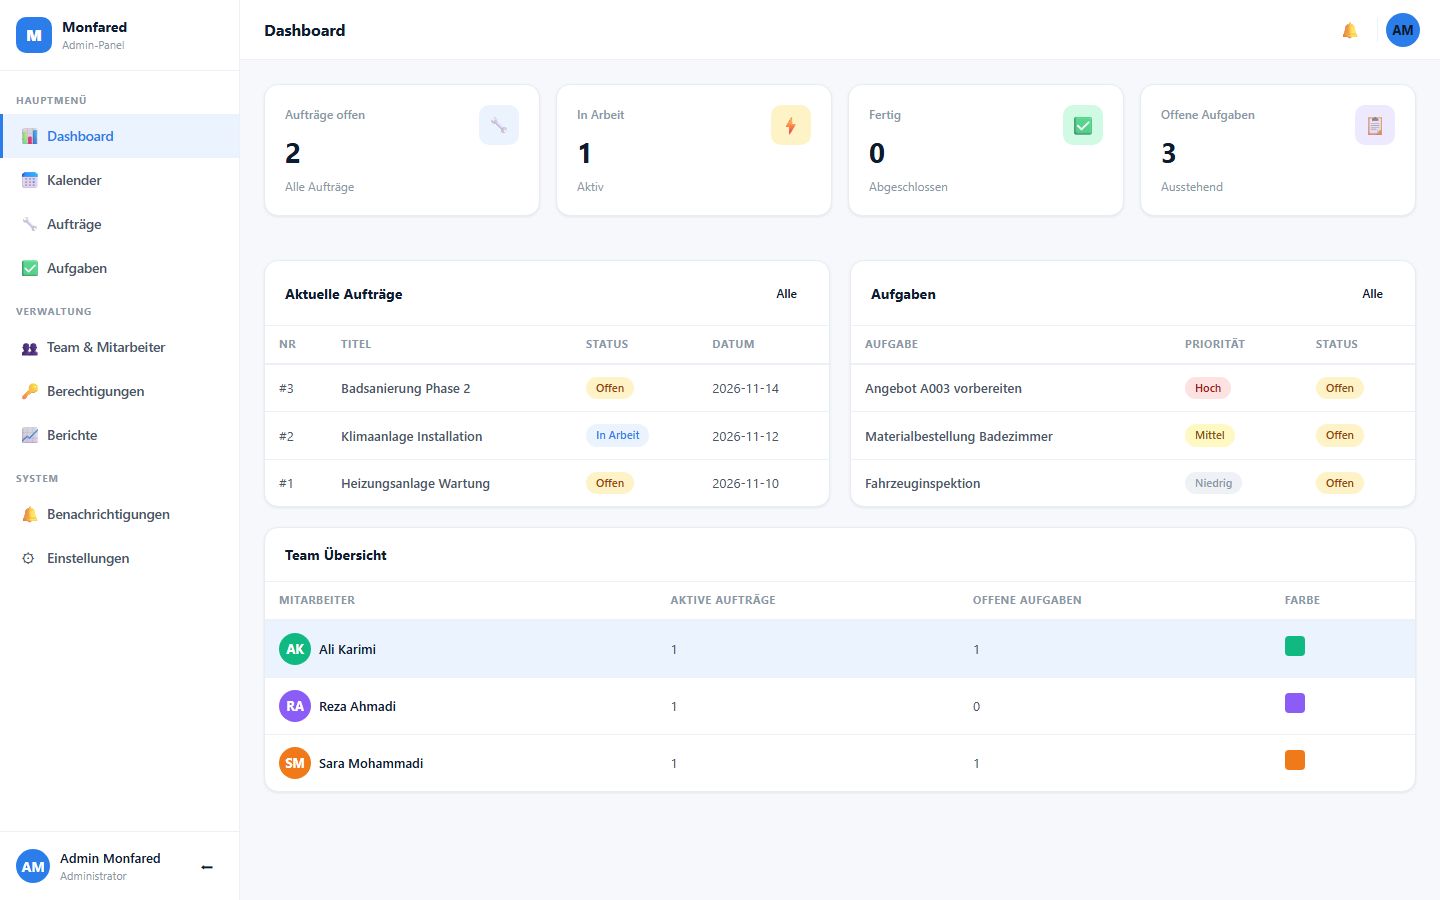 M
Monfared
Admin-Panel
HAUPTMENÜ
Dashboard
Kalender
Aufträge
Aufgaben
VERWALTUNG
Team & Mitarbeiter
Berechtigungen
Berichte
SYSTEM
Benachrichtigungen
Einstellungen
AM
Admin Monfared
Administrator
Dashboard
AM
Aufträge offen
2
Alle Aufträge
In Arbeit
1
Aktiv
Fertig
0
Abgeschlossen
Offene Aufgaben
3
Ausstehend
Aktuelle Aufträge Alle
NR TITEL STATUS DATUM
#3 Badsanierung Phase 2 Offen 2026-11-14
#2 Klimaanlage Installation In Arbeit 2026-11-12
#1 Heizungsanlage Wartung Offen 2026-11-10
Aufgaben Alle
AUFGABE PRIORITÄT STATUS
Angebot A003 vorbereiten Hoch Offen
Materialbestellung Badezimmer Mittel Offen
Fahrzeuginspektion Niedrig Offen
Team Übersicht
MITARBEITER AKTIVE AUFTRÄGE OFFENE AUFGABEN FARBE
AK Ali Karimi 1 1
RA Reza Ahmadi 1 0
SM Sara Mohammadi 1 1